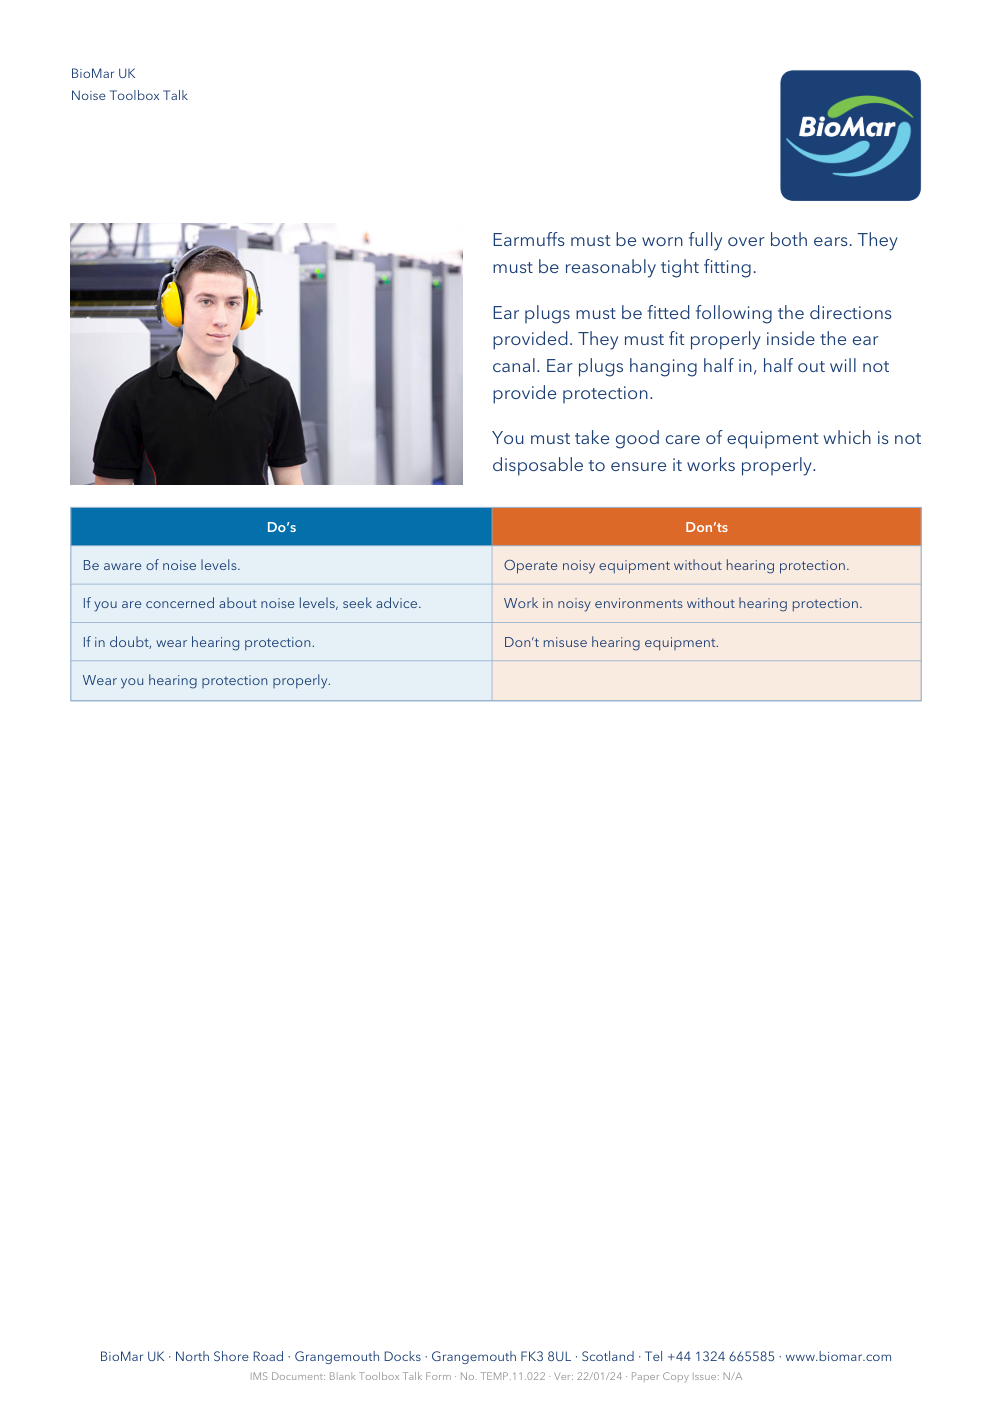 BioMar UK
Noise Toolbox Talk
BioMar
Earmuffs must be worn fully over both ears. They
must be reasonably tight fitting.
Ear plugs must be fitted following the directions
provided. They must fit properly inside the ear
canal. Ear plugs hanging half in, half out will not
provide protection.
You must take good care of equipment which is not
disposable to ensure it works properly.
Do’s
Don’ts
Be aware of noise levels.
Operate noisy equipment without hearing protection.
If you are concerned about noise levels, seek advice.
Work in noisy environments without hearing protection.
If in doubt, wear hearing protection.
Don’t misuse hearing equipment.
Wear you hearing protection properly.
BioMar UK · North Shore Road · Grangemouth Docks · Grangemouth FK3 8UL · Scotland · Tel +44 1324 665585 · www.biomar.com
IMS Document: Blank Toolbox Talk Form · No. TEMP.11.022 · Ver: 22/01/24 · Paper Copy Issue: N/A